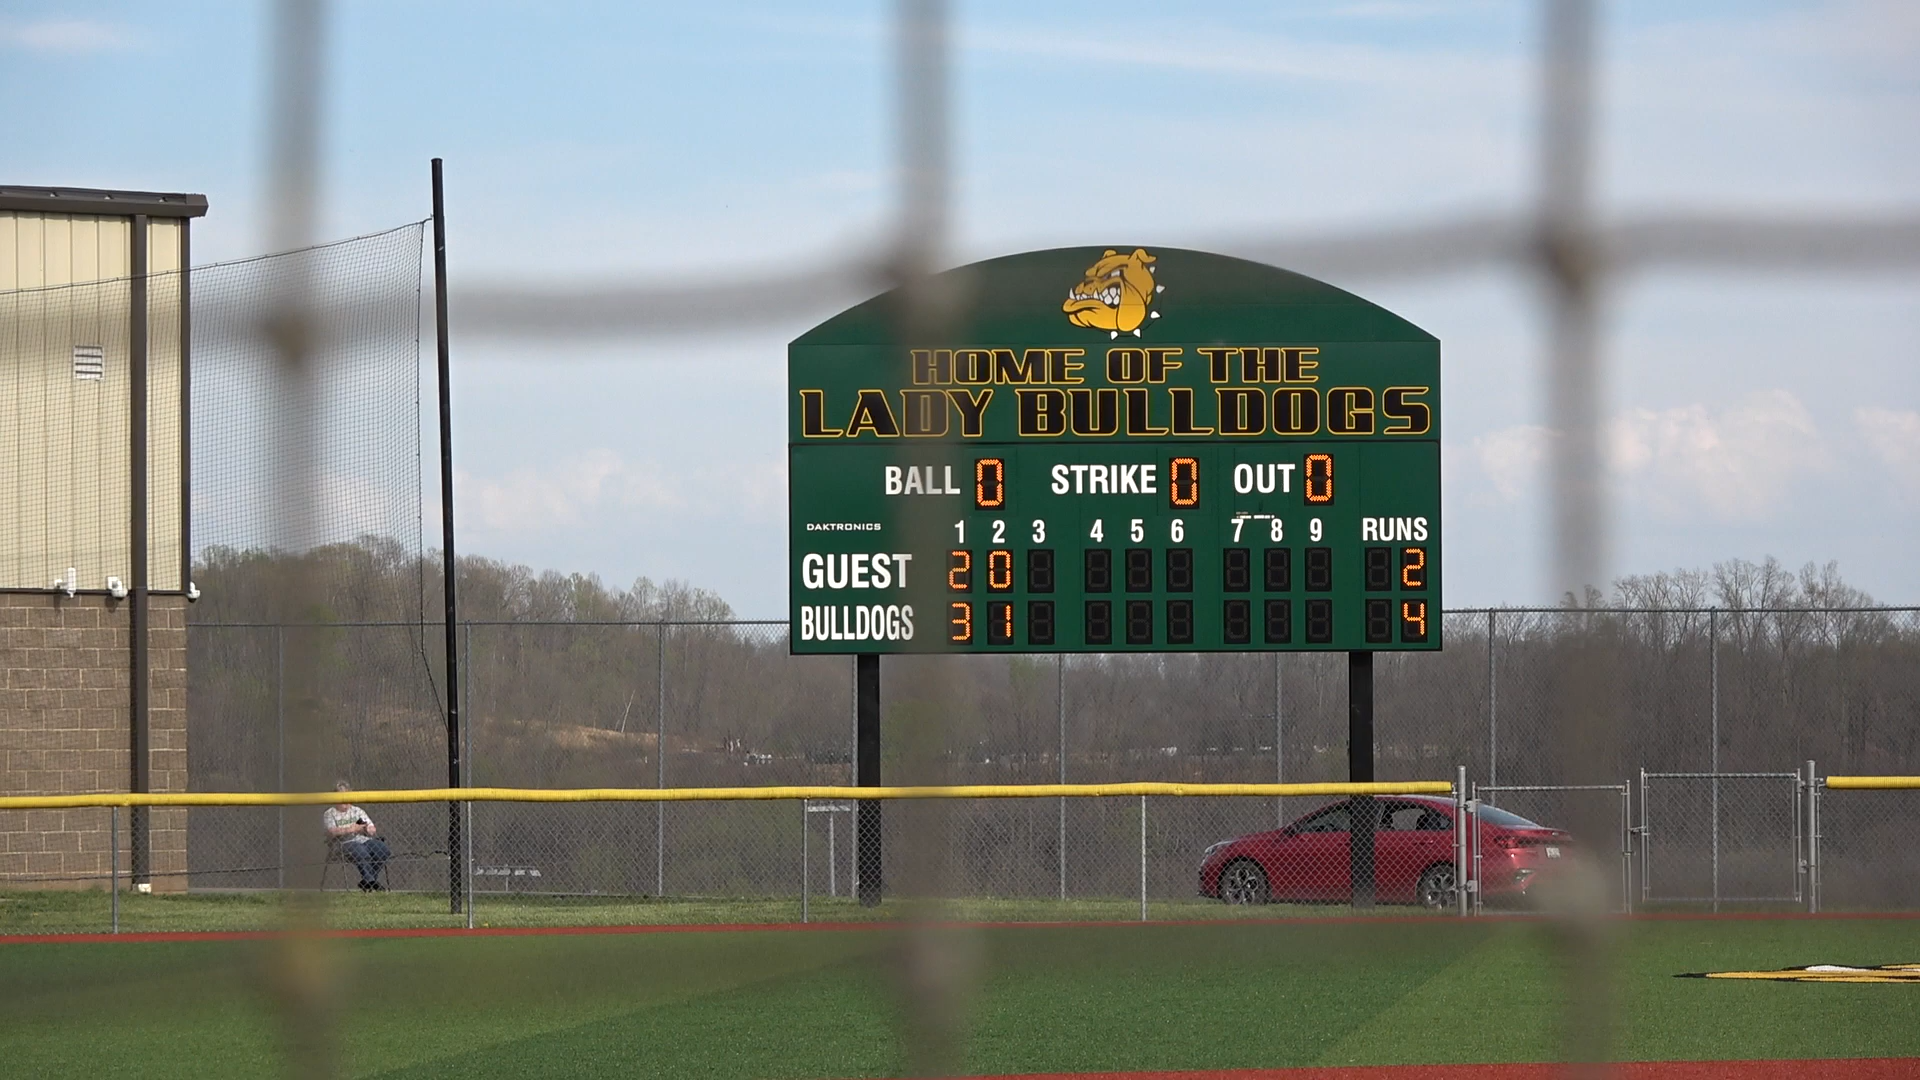 HOME OF THE
LADY BULLDOGS
BALL 0 STRIKE 0 OUT 0
DAKTRONICS 1 2 3 4 5 6 7 8 9 RUNS
GUEST 2 0 2
BULLDOGS 3 1 4